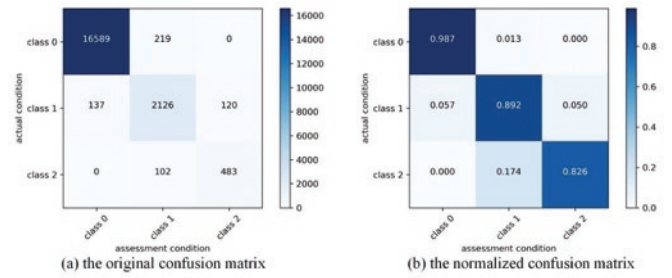 class 0
16589
219
0
16000
14000
12000
10000
8000
6000
4000
2000
0
actual condition
class 1
137
2126
120
class 2
0
102
483
class 0
class 1
class 2
assessment condition
(a) the original confusion matrix
class 0
0.987
0.013
0.000
0.8
0.6
0.4
0.2
0.0
actual condition
class 1
0.057
0.892
0.050
class 2
0.000
0.174
0.826
class 0
class 1
class 2
assessment condition
(b) the normalized confusion matrix